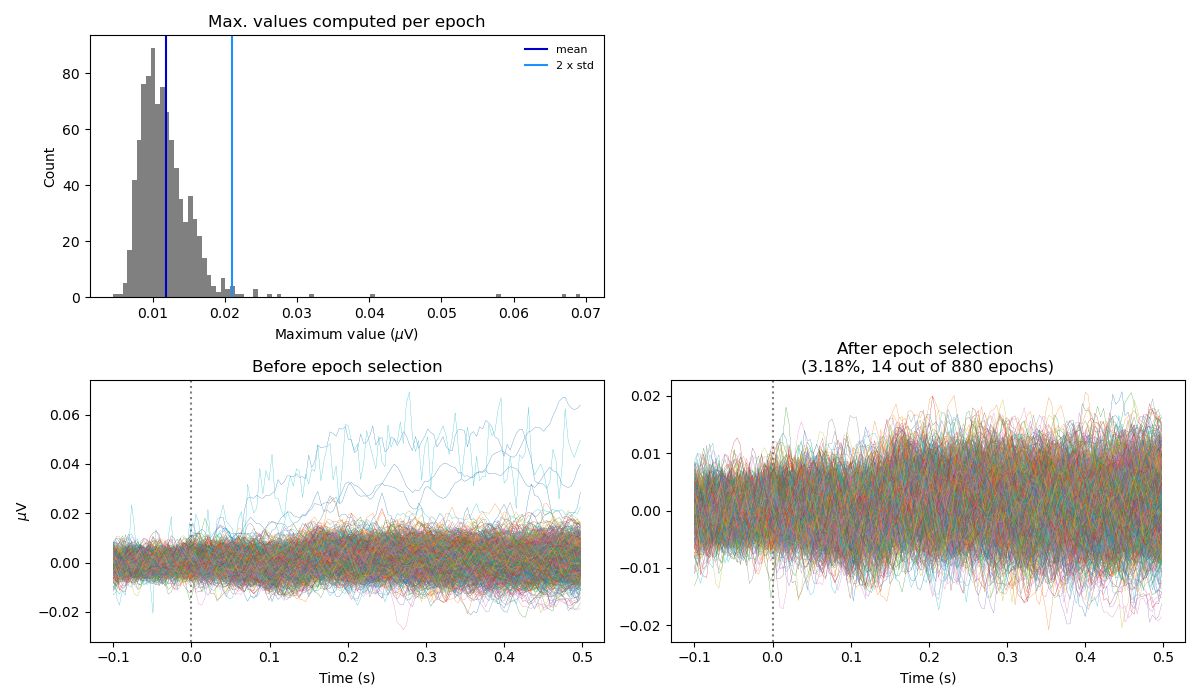 Max. values computed per epoch
mean
2 x std
Count
80
60
40
20
0
0.01 0.02 0.03 0.04 0.05 0.06 0.07
Maximum value (μV)
Before epoch selection
μV
0.06
0.04
0.02
0.00
−0.02
−0.1 0.0 0.1 0.2 0.3 0.4 0.5
Time (s)
After epoch selection
(3.18%, 14 out of 880 epochs)
0.02
0.01
0.00
−0.01
−0.02
−0.1 0.0 0.1 0.2 0.3 0.4 0.5
Time (s)